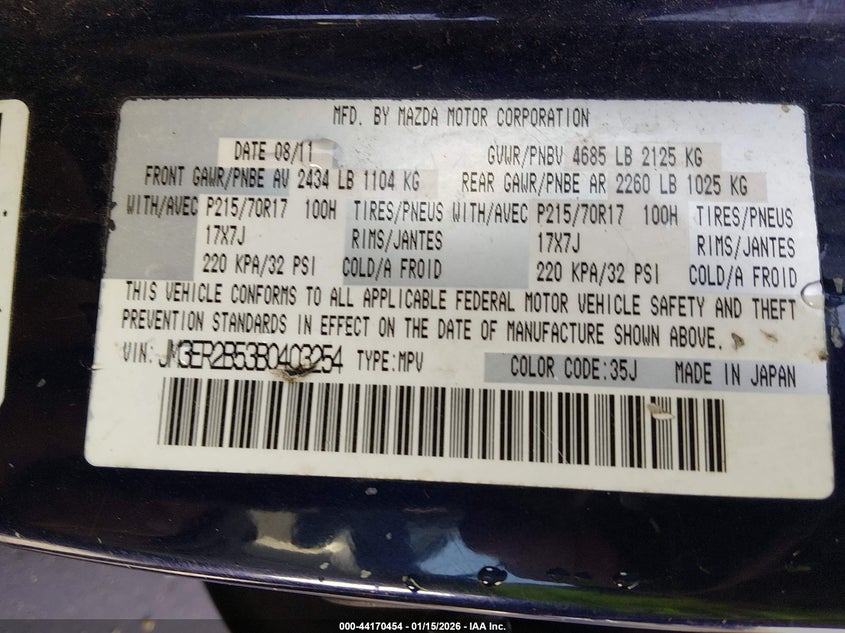 MFD. BY MAZDA MOTOR CORPORATION
DATE 08/11 GVWR/PNBV 4685 LB 2125 KG
FRONT GAWR/PNBE AV 2434 LB 1104 KG REAR GAWR/PNBE AR 2260 LB 1025 KG
WITH/AVEC P215/70R17 100H TIRES/PNEUS WITH/AVEC P215/70R17 100H TIRES/PNEUS
17X7J RIMS/JANTES 17X7J RIMS/JANTES
220 KPA/32 PSI COLD/A FROID 220 KPA/32 PSI COLD/A FROID
THIS VEHICLE CONFORMS TO ALL APPLICABLE FEDERAL MOTOR VEHICLE SAFETY AND THEFT
PREVENTION STANDARDS IN EFFECT ON THE DATE OF MANUFACTURE SHOWN ABOVE.
VIN: JM3ER2B53B0403254 TYPE:MPV COLOR CODE:35J MADE IN JAPAN
000-44170454 - 01/15/2026 - IAA Inc.